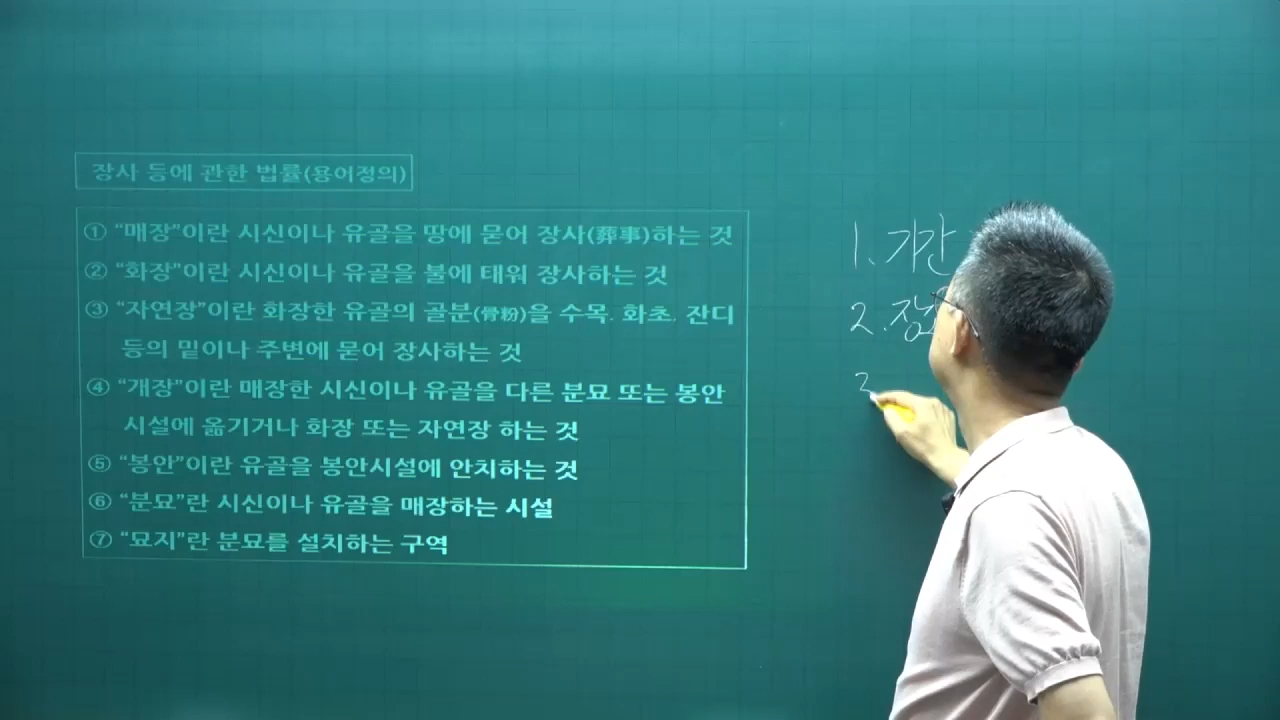 장사 등에 관한 법률(용어정의)
① “매장”이란 시신이나 유골을 땅에 묻어 장사(葬事)하는 것
② “화장”이란 시신이나 유골을 불에 태워 장사하는 것
③ “자연장”이란 화장한 유골의 골분(骨粉)을 수목. 화초. 잔디
등의 밑이나 주변에 묻어 장사하는 것
④ “개장”이란 매장한 시신이나 유골을 다른 분묘 또는 봉안
시설에 옮기거나 화장 또는 자연장 하는 것
⑤ “봉안”이란 유골을 봉안시설에 안치하는 것
⑥ “분묘”란 시신이나 유골을 매장하는 시설
⑦ “묘지”란 분묘를 설치하는 구역
1. 기간
2.